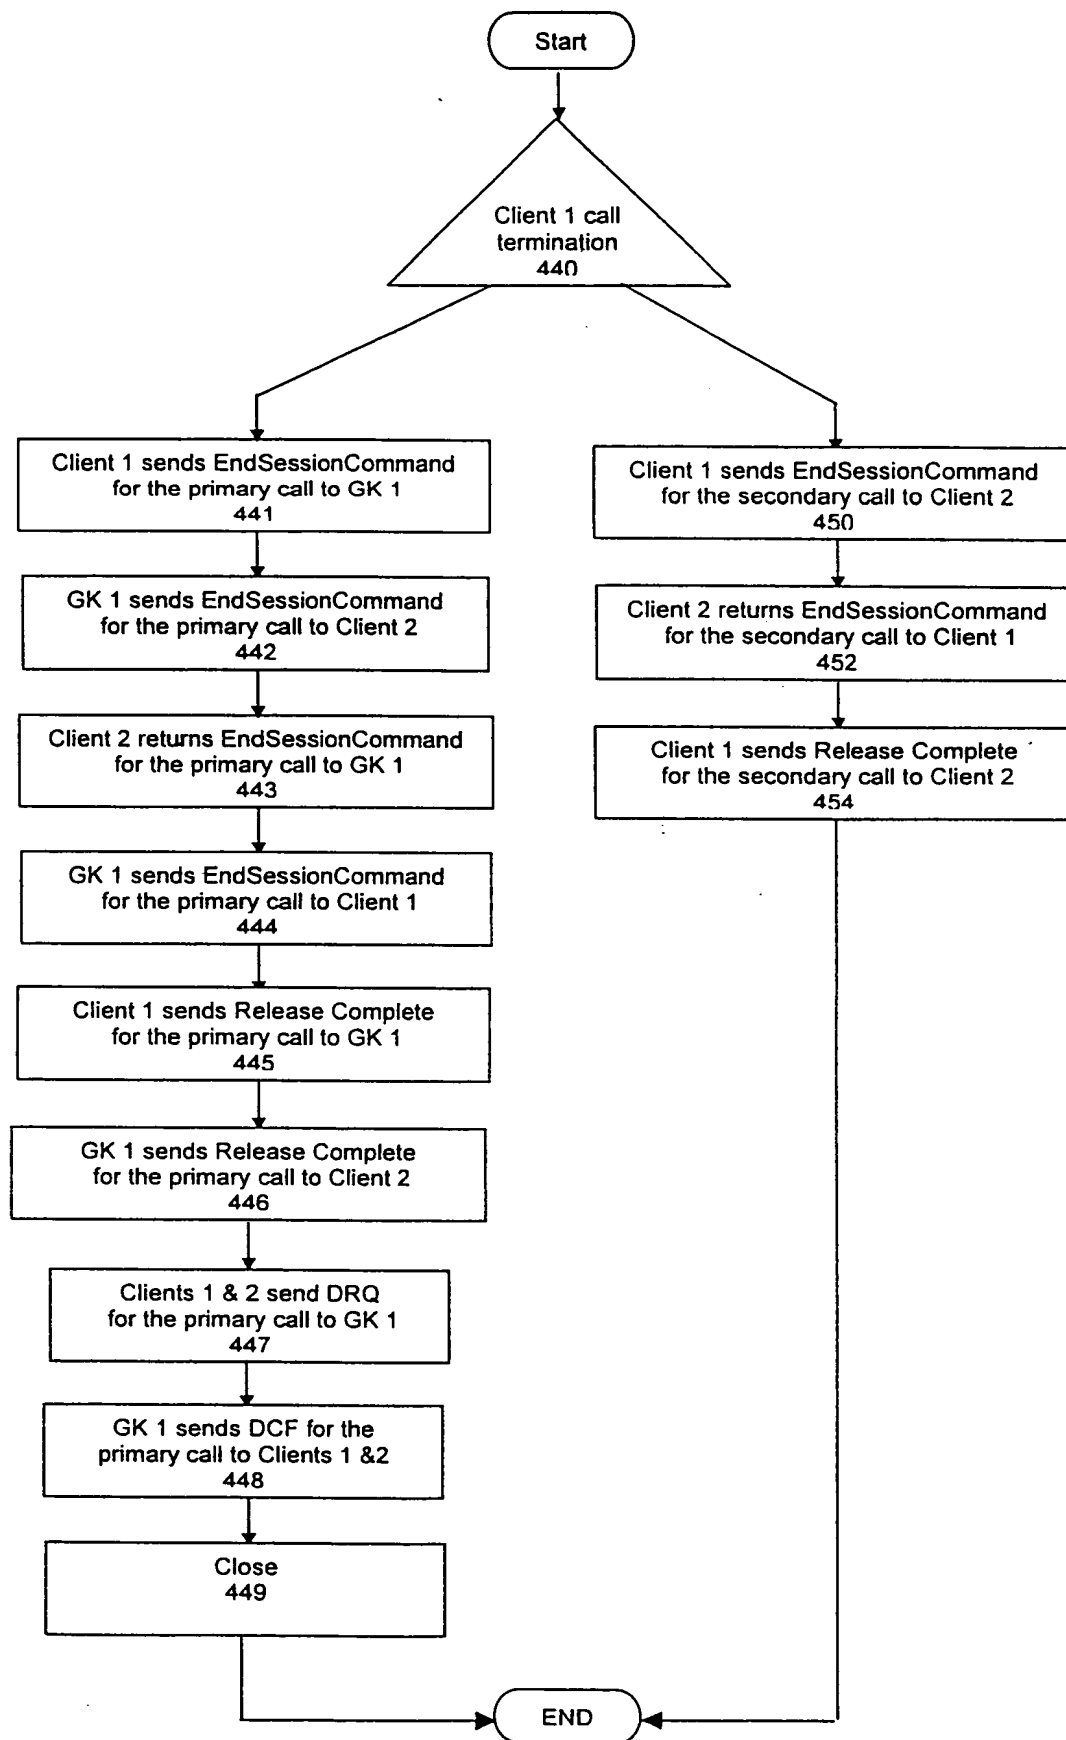 Start
Client 1 call
termination
440
Client 1 sends EndSessionCommand
for the primary call to GK 1
441
GK 1 sends EndSessionCommand
for the primary call to Client 2
442
Client 2 returns EndSessionCommand
for the primary call to GK 1
443
GK 1 sends EndSessionCommand
for the primary call to Client 1
444
Client 1 sends Release Complete
for the primary call to GK 1
445
GK 1 sends Release Complete
for the primary call to Client 2
446
Clients 1 & 2 send DRQ
for the primary call to GK 1
447
GK 1 sends DCF for the
primary call to Clients 1 &2
448
Close
449
Client 1 sends EndSessionCommand
for the secondary call to Client 2
450
Client 2 returns EndSessionCommand
for the secondary call to Client 1
452
Client 1 sends Release Complete
for the secondary call to Client 2
454
END